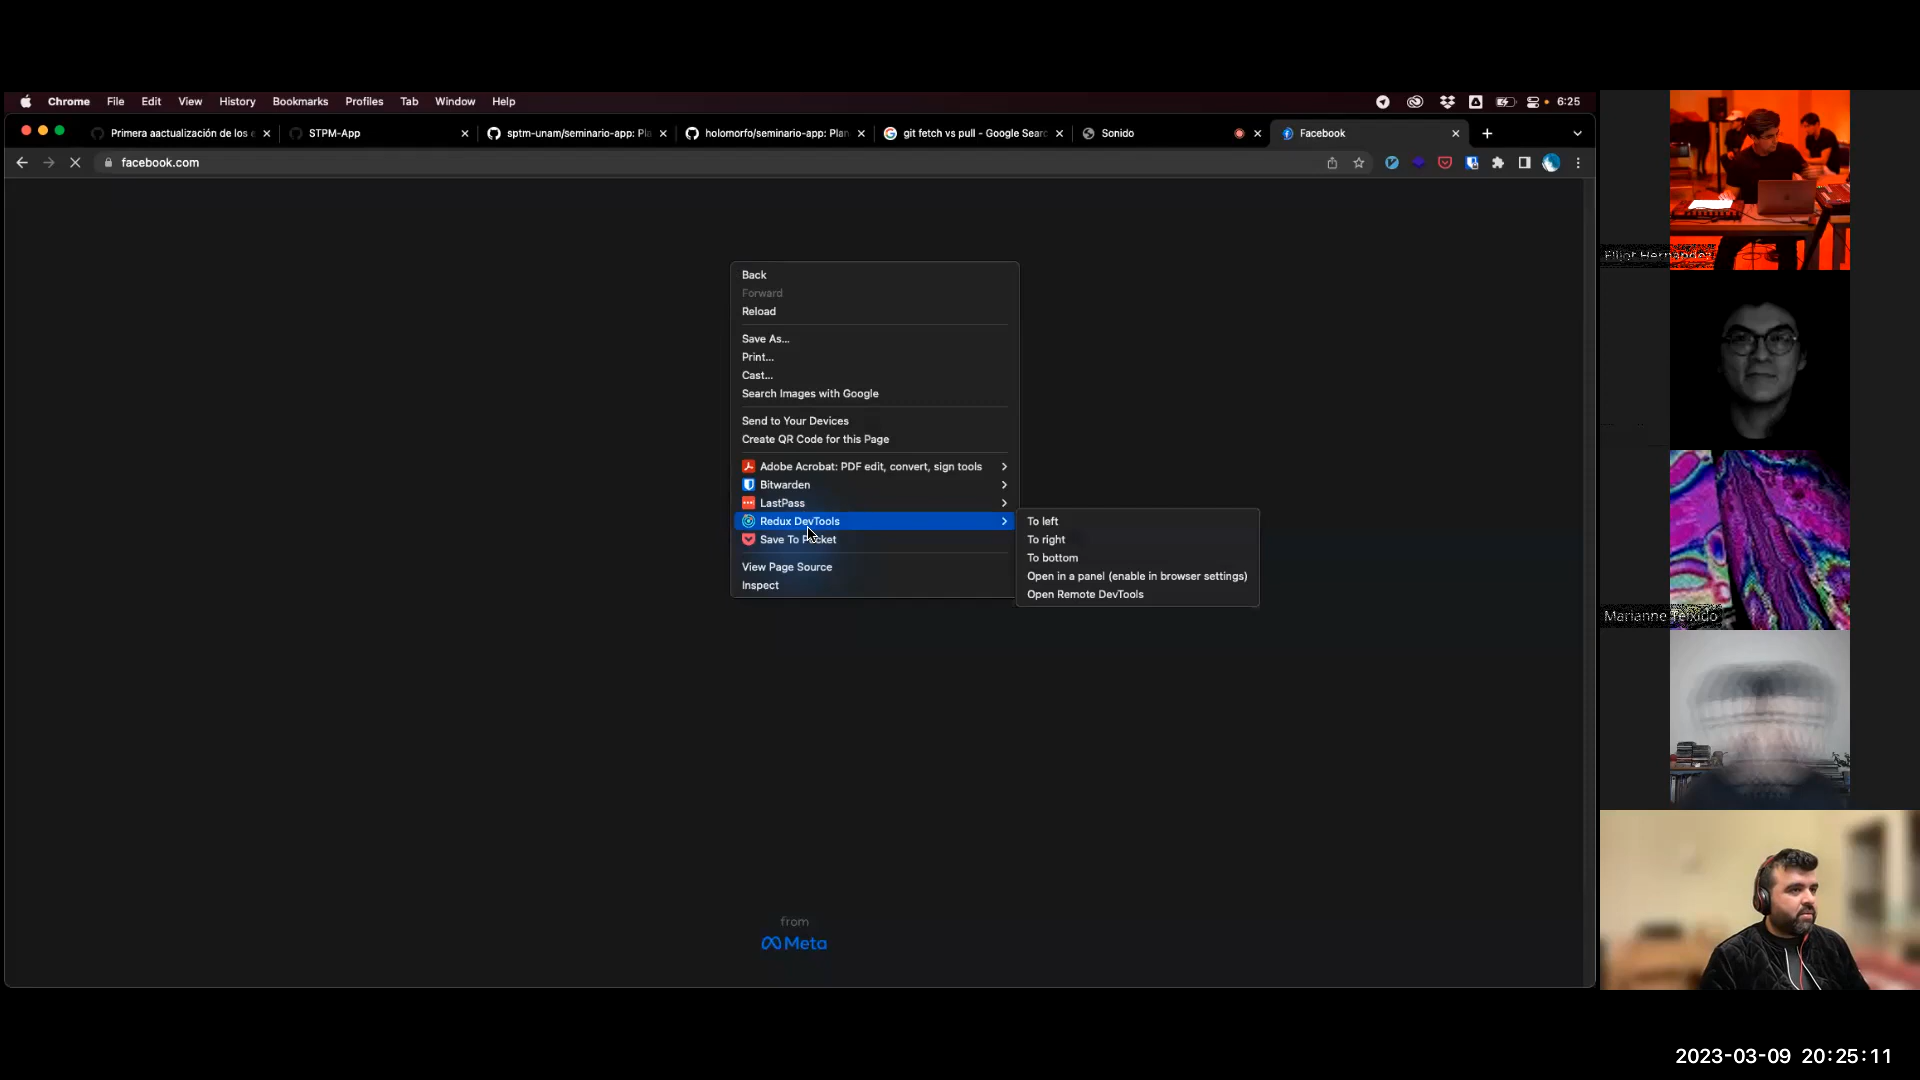 Chrome File Edit View History Bookmarks Profiles Tab Window Help 6:25
Primera aactualización de los e STPM-App sptm-unam/seminario-app: Pla holomorfo/seminario-app: Plan git fetch vs pull - Google Searc Sonido Facebook
facebook.com
Back
Forward
Reload
Save As...
Print...
Cast...
Search Images with Google
Send to Your Devices
Create QR Code for this Page
Adobe Acrobat: PDF edit, convert, sign tools
Bitwarden
LastPass
Redux DevTools
Save To Pocket
View Page Source
Inspect
To left
To right
To bottom
Open in a panel (enable in browser settings)
Open Remote DevTools
from
Meta
Elliot Hernandez
Marianne Teixido
2023-03-09 20:25:11